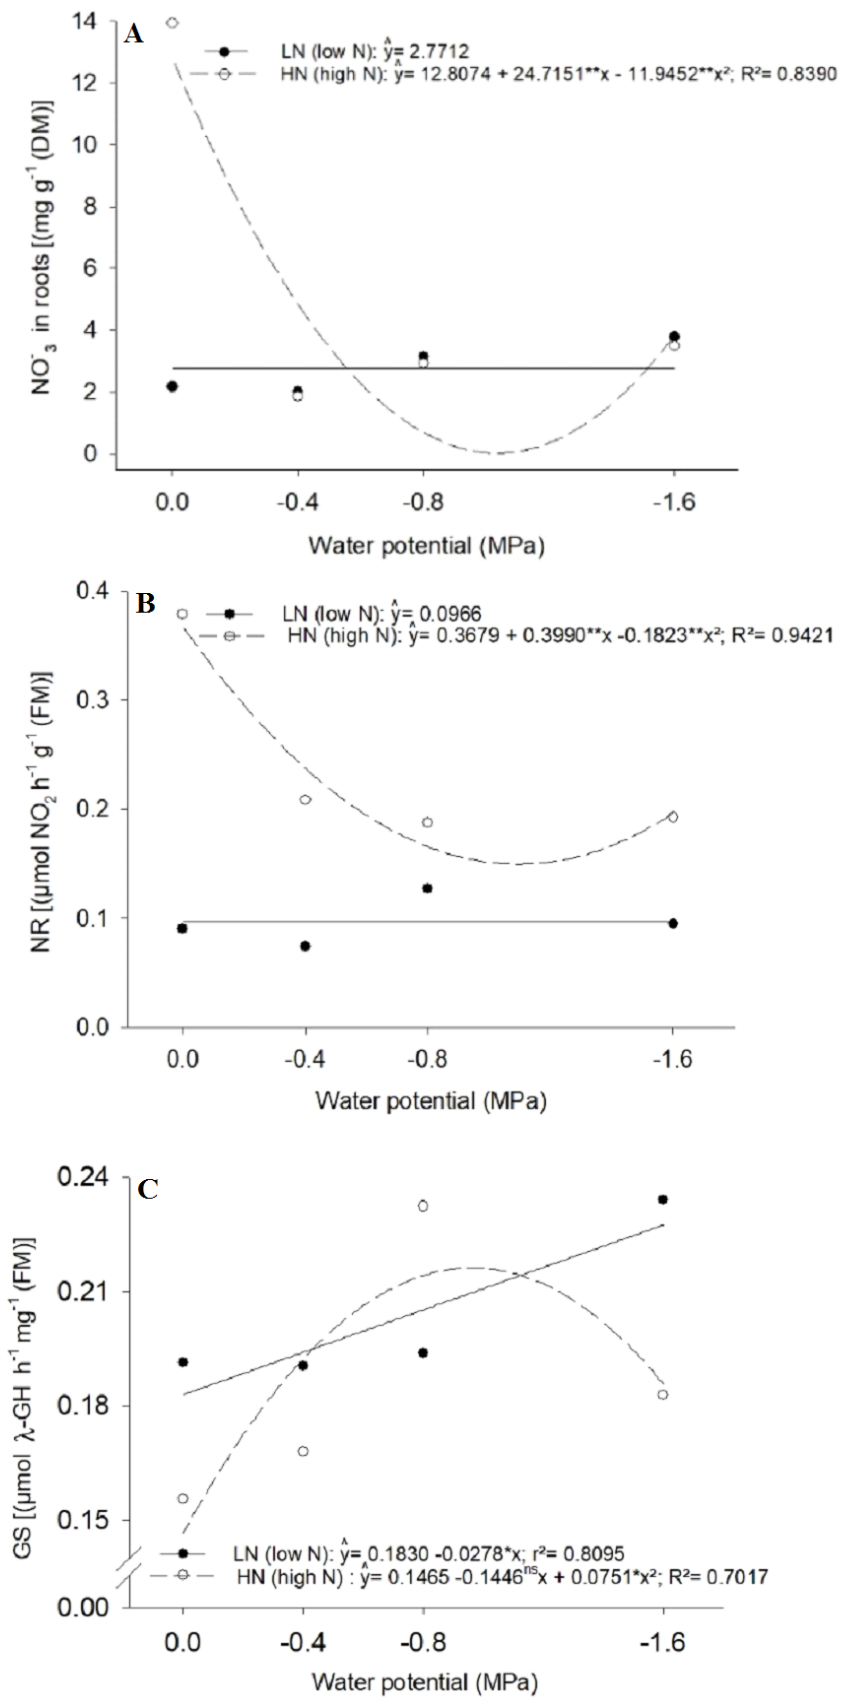 A
LN (low N): ŷ= 2.7712
HN (high N): ŷ= 12.8074 + 24.7151**x - 11.9452**x²; R²= 0.8390
NO₃⁻ in roots [(mg g⁻¹ (DM)]
14
12
10
8
6
4
2
0
0.0 -0.4 -0.8 -1.6
Water potential (MPa)
B
LN (low N): ŷ= 0.0966
HN (high N): ŷ= 0.3679 + 0.3990**x -0.1823**x²; R²= 0.9421
NR [(μmol NO₂ h⁻¹ g⁻¹ (FM)]
0.4
0.3
0.2
0.1
0.0
0.0 -0.4 -0.8 -1.6
Water potential (MPa)
C
GS [(μmol λ-GH h⁻¹ mg⁻¹ (FM)]
0.24
0.21
0.18
0.15
0.00
LN (low N): ŷ= 0.1830 -0.0278*x; r²= 0.8095
HN (high N) : ŷ= 0.1465 -0.1446ⁿˢx + 0.0751*x²; R²= 0.7017
0.0 -0.4 -0.8 -1.6
Water potential (MPa)